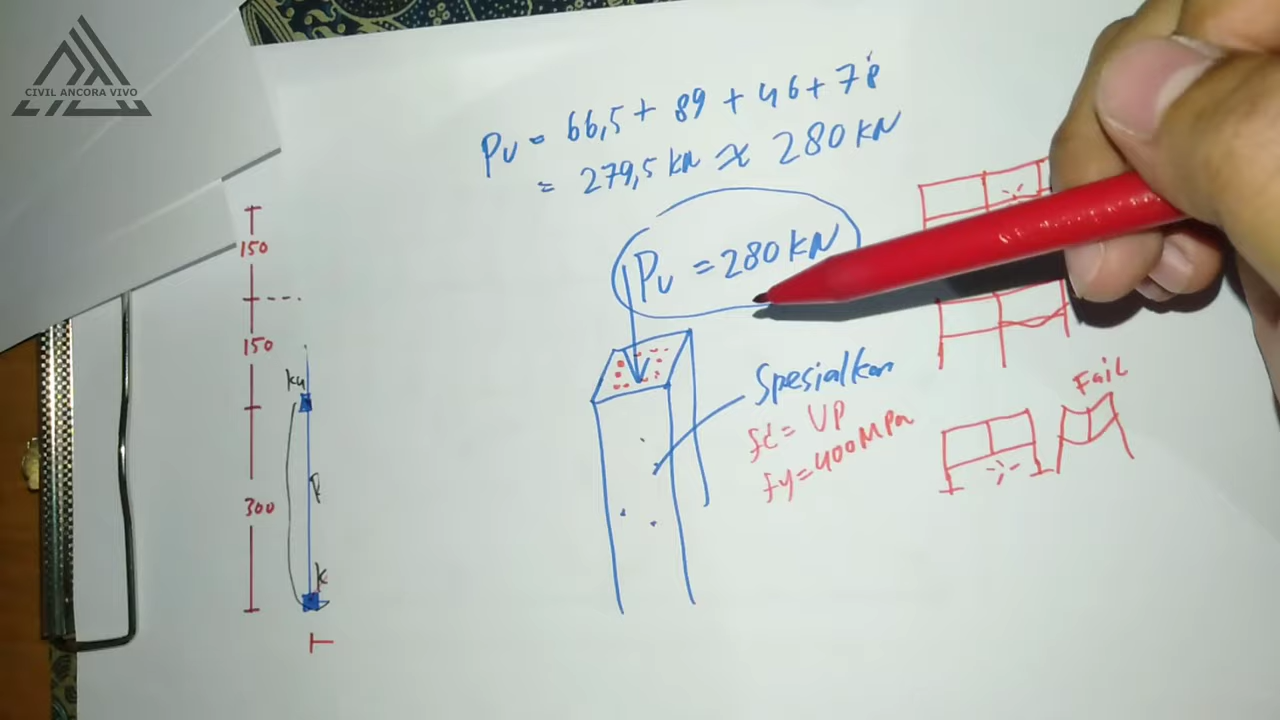 CIVIL ANCORA VIVO
Pu = 66,5 + 89 + 46 + 78
= 279,5 kN ≈ 280 kN
Pu = 280 kN
150
150
300
Spesialkan
fc' = UP
fy = 400 MPa
Fail